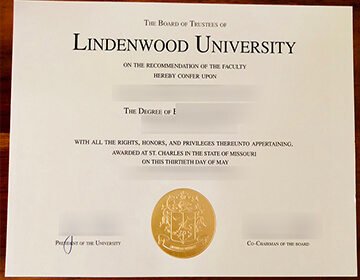 THE BOARD OF TRUSTEES OF
LINDENWOOD UNIVERSITY
ON THE RECOMMENDATION OF THE FACULTY
HEREBY CONFER UPON
THE DEGREE OF
WITH ALL THE RIGHTS, HONORS, AND PRIVILEGES THEREUNTO APPERTAINING.
AWARDED AT ST. CHARLES IN THE STATE OF MISSOURI
ON THIS THIRTIETH DAY OF MAY
PRESIDENT OF THE UNIVERSITY
CO-CHAIRMAN OF THE BOARD